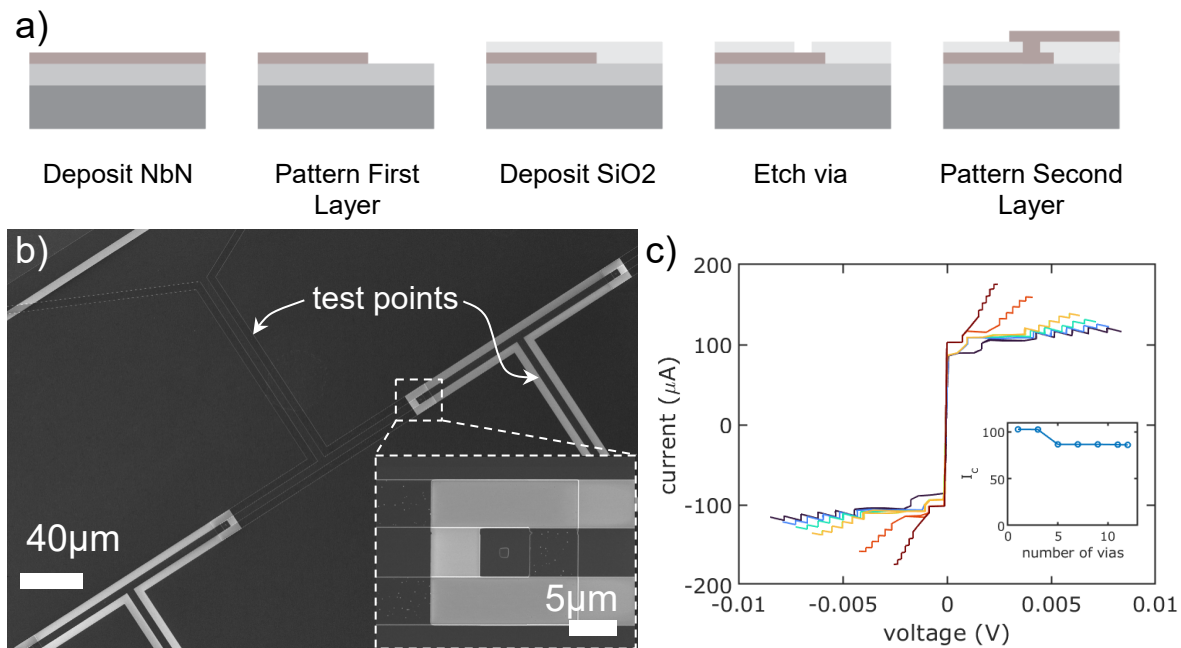 a)
Deposit NbN
Pattern First
Layer
Deposit SiO2
Etch via
Pattern Second
Layer
b)
test points
40μm
5μm
c)
200
100
0
-100
-200
current (μA)
-0.01
-0.005
0
0.005
0.01
voltage (V)
100
0
I_c
0
5
10
number of vias